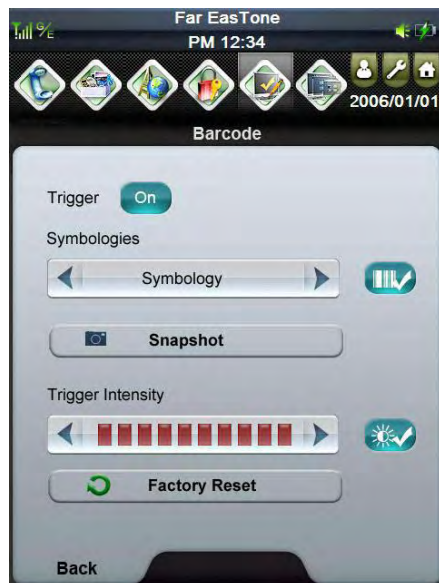 Far EasTone
G/E
PM 12:34
2006/01/01
Barcode
Trigger On
Symbologies
Symbology
Snapshot
Trigger Intensity
Factory Reset
Back